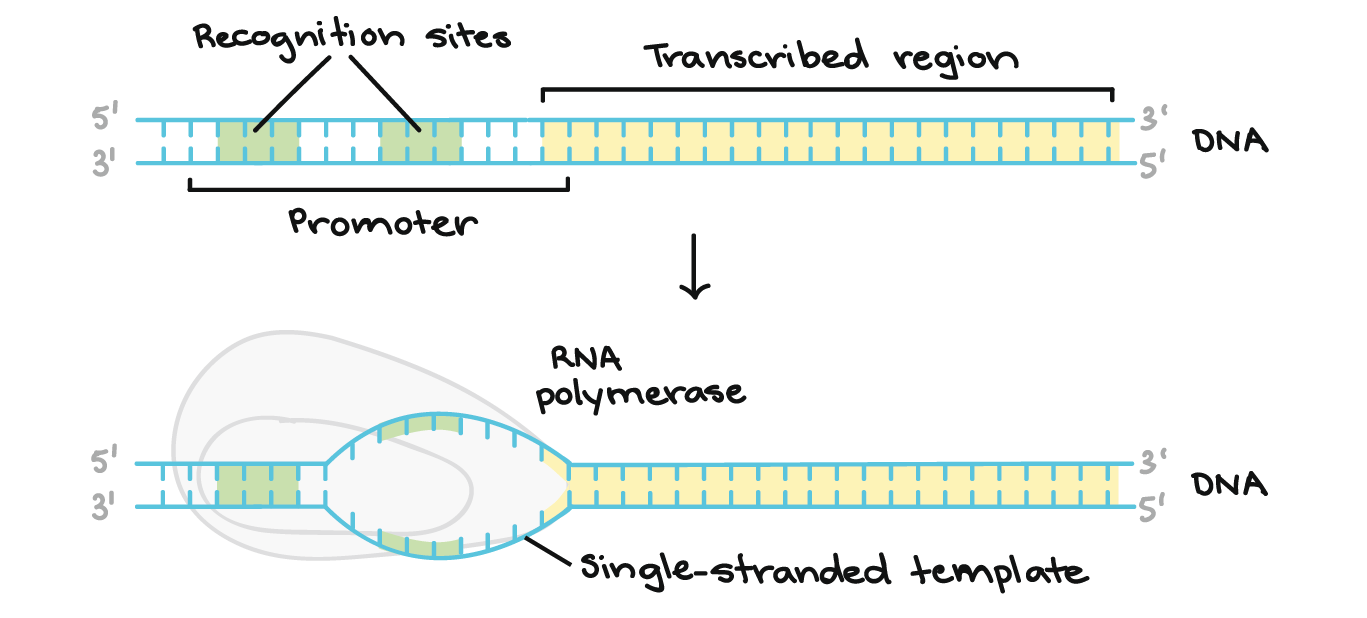 Recognition sites
Transcribed region
5' 3'
DNA
3' 5'
Promoter
RNA
polymerase
5' 3'
DNA
3' 5'
Single-stranded template